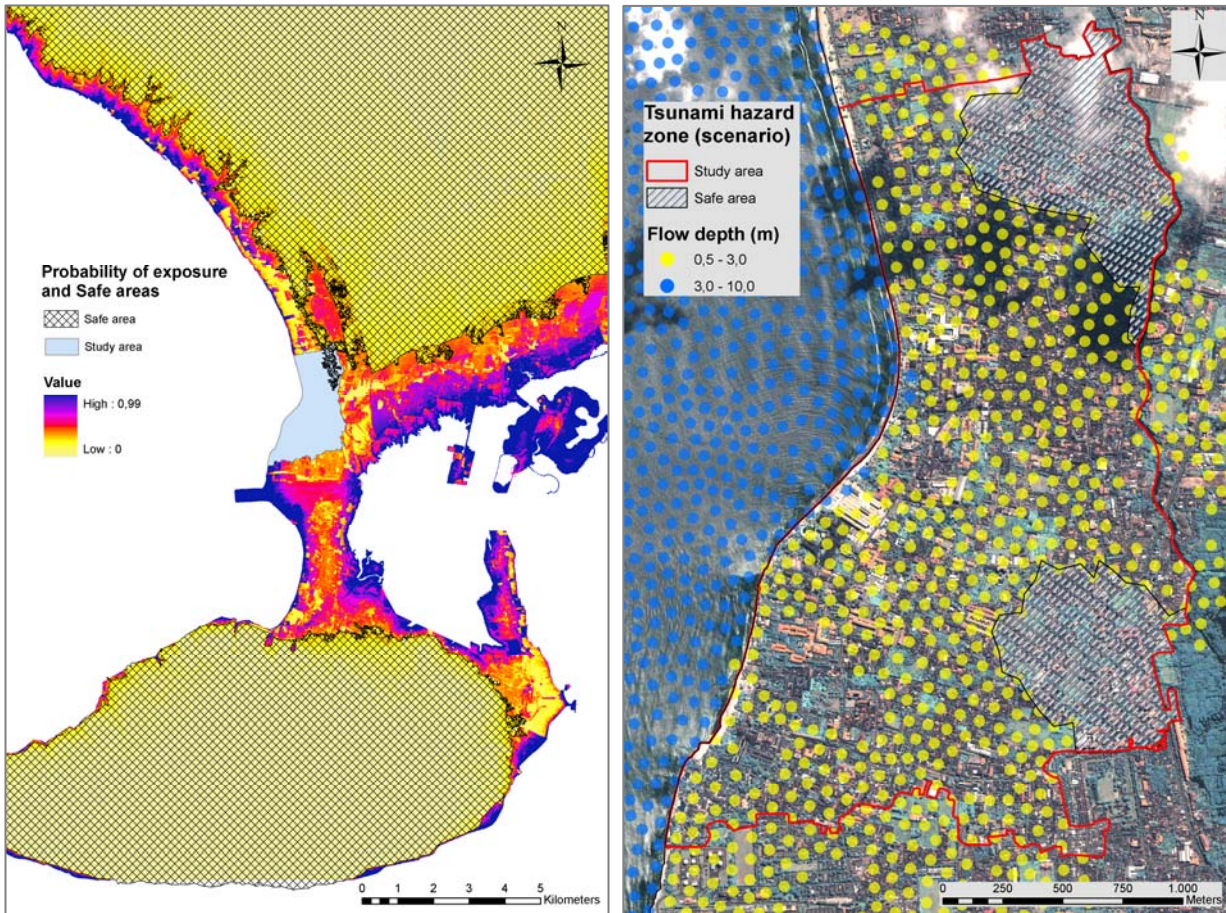 N
Probability of exposure
and Safe areas
Safe area
Study area
Value
High : 0,99
Low : 0
0 1 2 3 4 5
Kilometers
N
Tsunami hazard
zone (scenario)
Study area
Safe area
Flow depth (m)
0,5 - 3,0
3,0 - 10,0
0 250 500 750 1.000
Meters